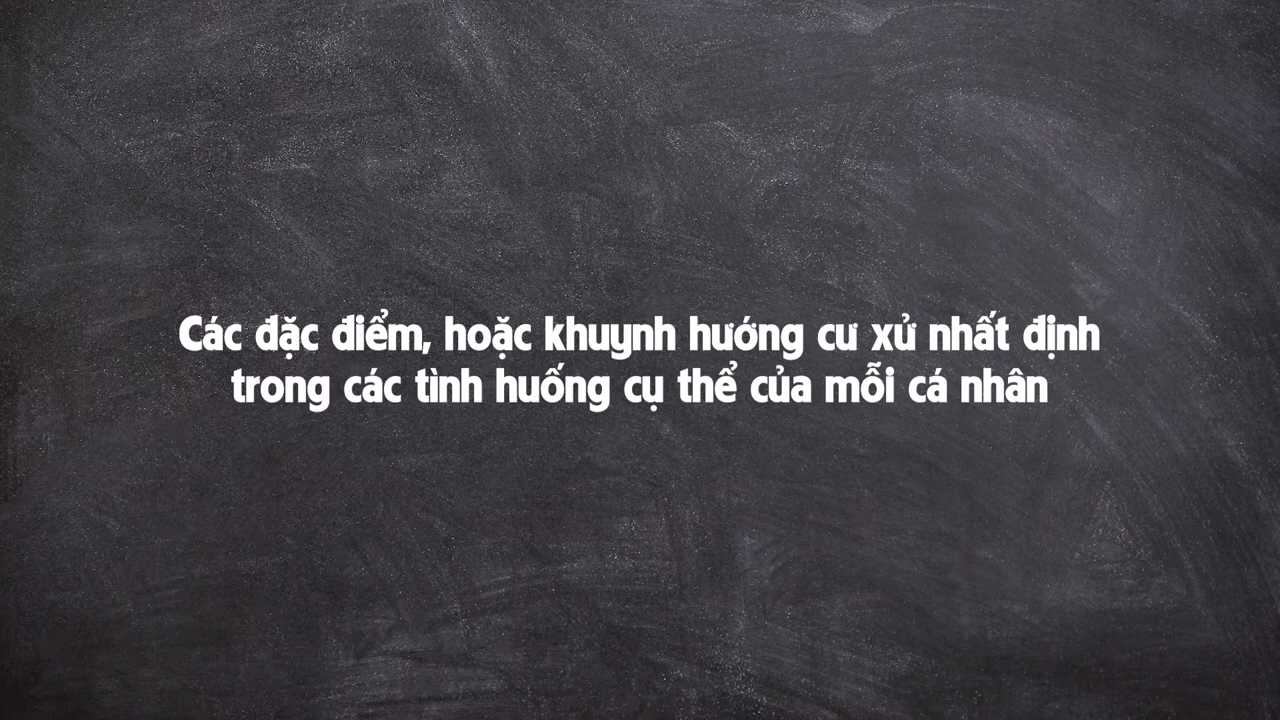 Các đặc điểm, hoặc khuynh hướng cư xử nhất định
trong các tình huống cụ thể của mỗi cá nhân